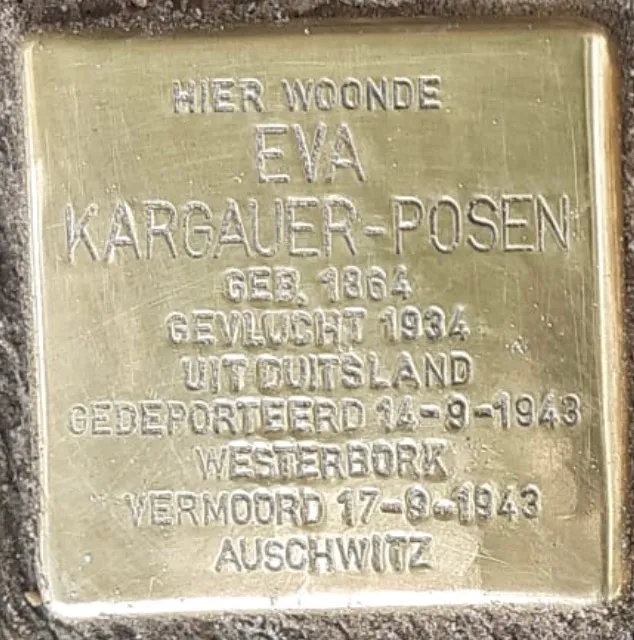 HIER WOONDE
EVA
KARGAUER-POSEN
GEB. 1864
GEVLUCHT 1934
UIT DUITSLAND
GEDEPORTEERD 14-9-1943
WESTERBORK
VERMOORD 17-9-1943
AUSCHWITZ